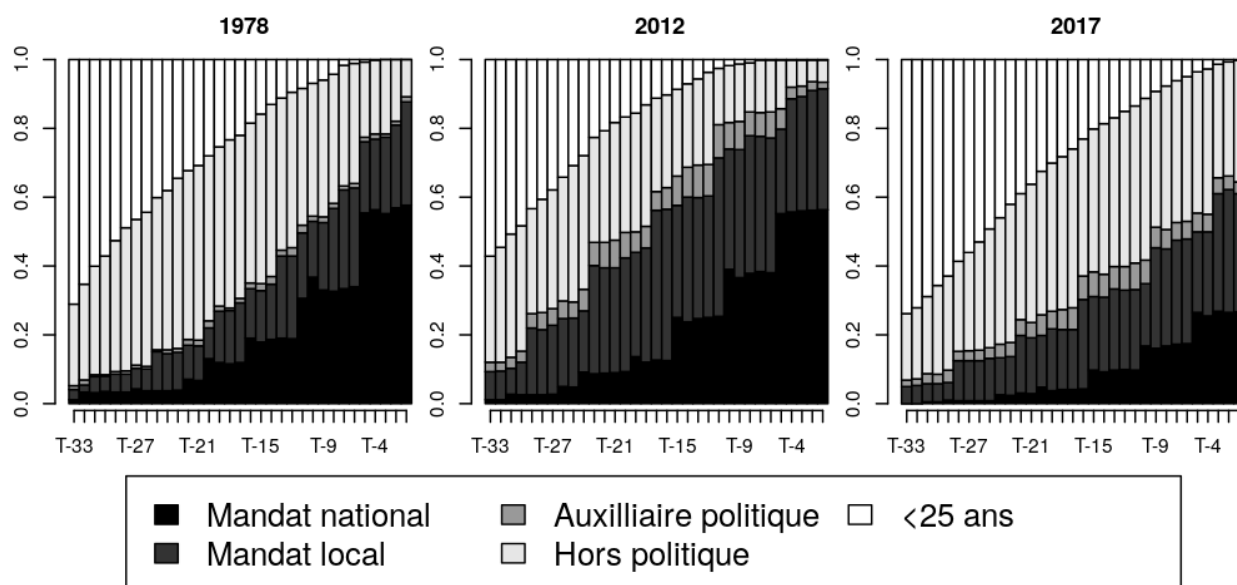 1978 2012 2017
1.0 1.0 1.0
0.8 0.8 0.8
0.6 0.6 0.6
0.4 0.4 0.4
0.2 0.2 0.2
0.0 0.0 0.0
T-33 T-27 T-21 T-15 T-9 T-4 T-33 T-27 T-21 T-15 T-9 T-4 T-33 T-27 T-21 T-15 T-9 T-4
Mandat national Auxilliaire politique <25 ans
Mandat local Hors politique